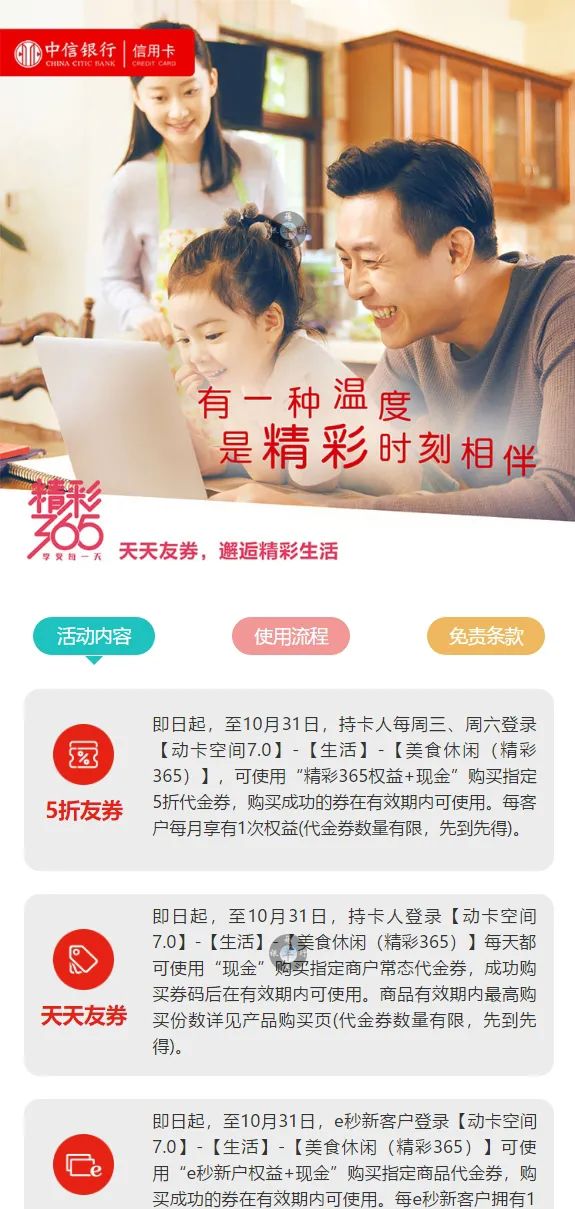 中信银行 信用卡
CHINA CITIC BANK CREDIT CARD
有一种温度
是精彩时刻相伴
精彩
365
享受每一天
天天友券，邂逅精彩生活
活动内容 使用流程 免责条款
5折友券
即日起，至10月31日，持卡人每周三、周六登录
【动卡空间7.0】-【生活】-【美食休闲（精彩
365）】，可使用“精彩365权益+现金”购买指定
5折代金券，购买成功的券在有效期内可使用。每客
户每月享有1次权益(代金券数量有限，先到先得)。
天天友券
即日起，至10月31日，持卡人登录【动卡空间
7.0】-【生活】-【美食休闲（精彩365）】每天都
可使用“现金”购买指定商户常态代金券，成功购
买券码后在有效期内可使用。商品有效期内最高购
买份数详见产品购买页(代金券数量有限，先到先
得)。
即日起，至10月31日，e秒新客户登录【动卡空间
7.0】-【生活】-【美食休闲（精彩365）】可使
用“e秒新户权益+现金”购买指定商品代金券，购
买成功的券在有效期内可使用。每e秒新客户拥有1